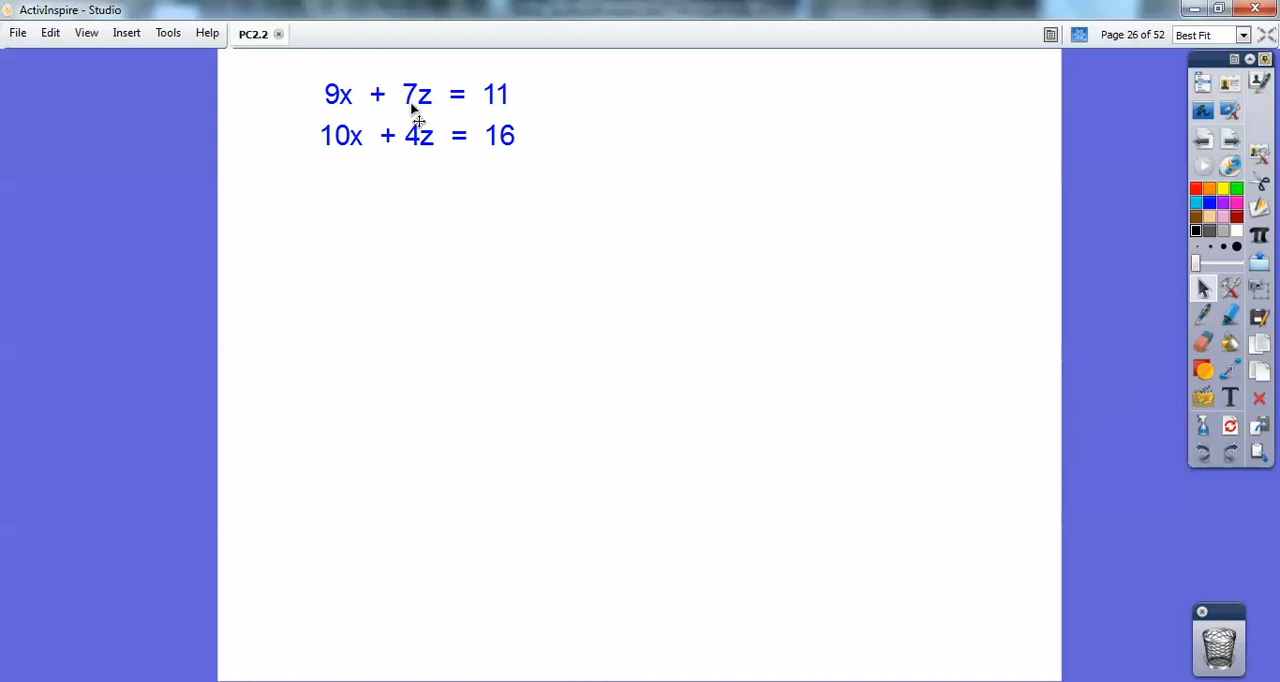 ActivInspire - Studio
File Edit View Insert Tools Help
PC2.2
Page 26 of 52
Best Fit
9x + 7z = 11
10x + 4z = 16
T